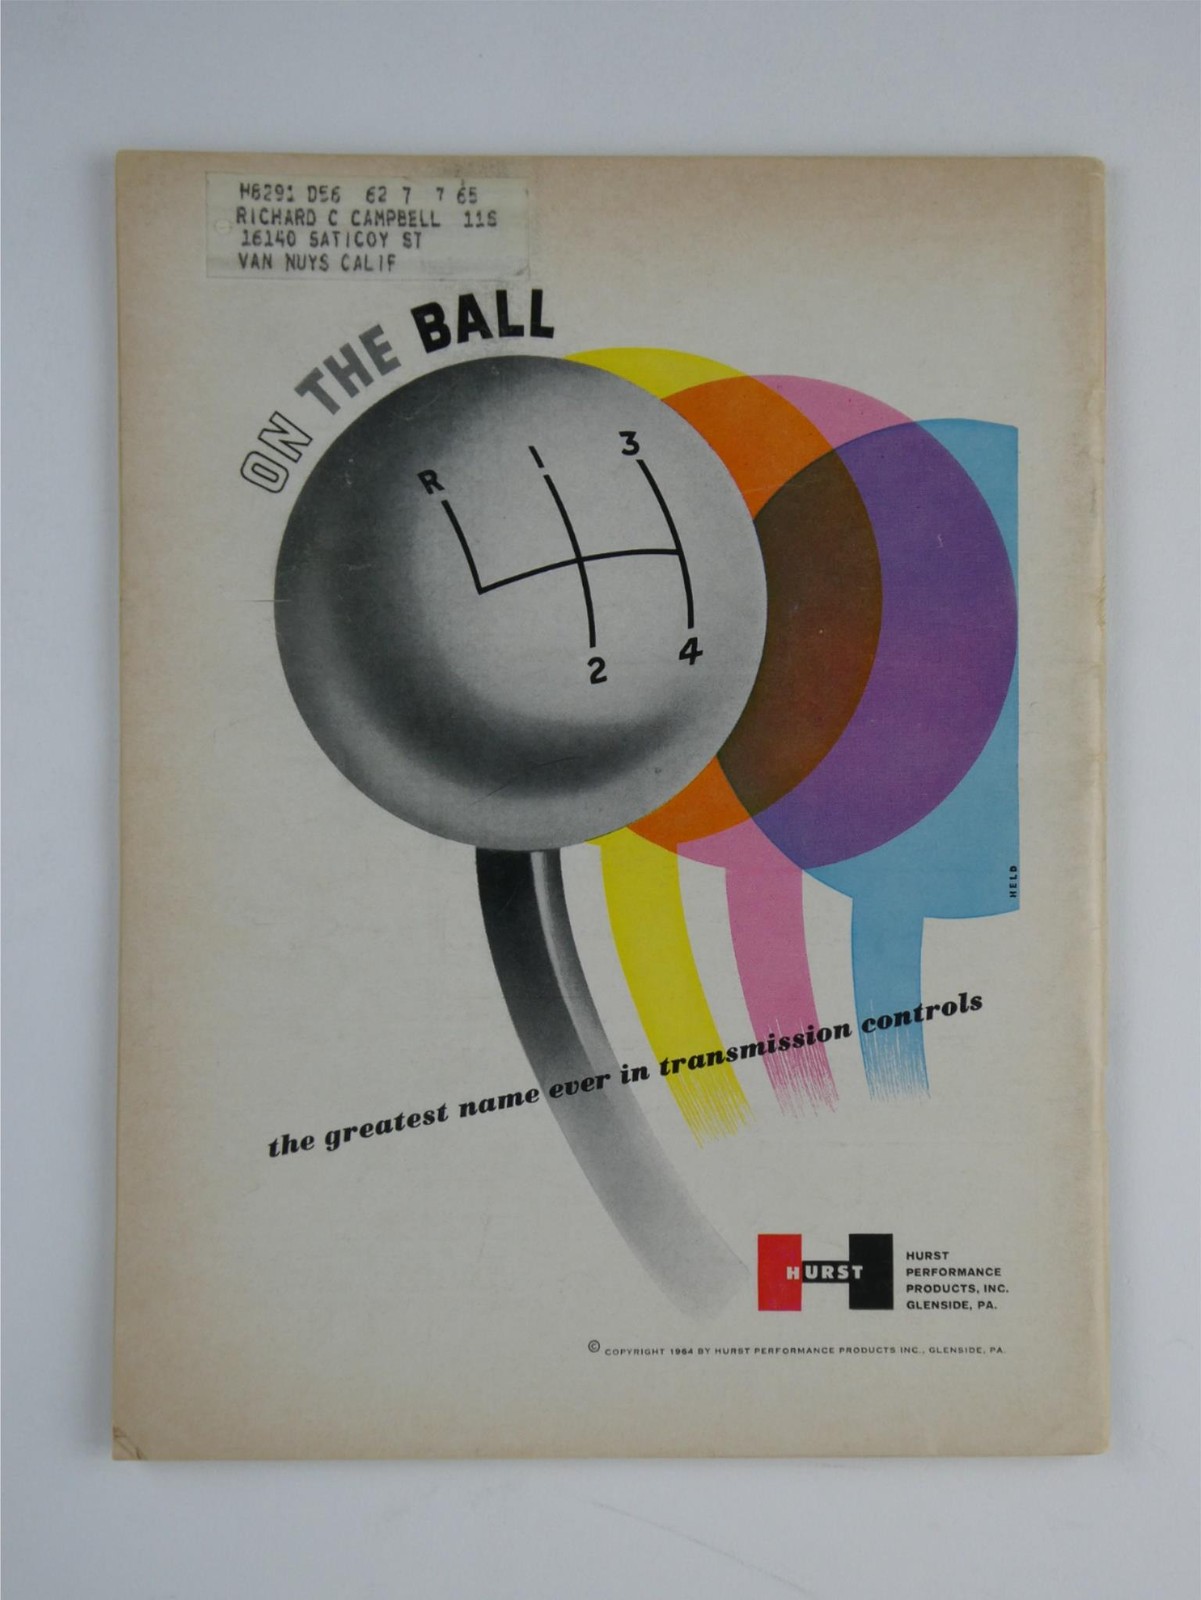 H6291 D56 62 7 7 65
RICHARD C CAMPBELL 11S
16140 SATICOY ST
VAN NUYS CALIF
ON THE BALL
R 1 3
2 4
HELD
the greatest name ever in transmission controls
HURST
HURST
PERFORMANCE
PRODUCTS, INC.
GLENSIDE, PA.
© COPYRIGHT 1964 BY HURST PERFORMANCE PRODUCTS INC., GLENSIDE, PA.